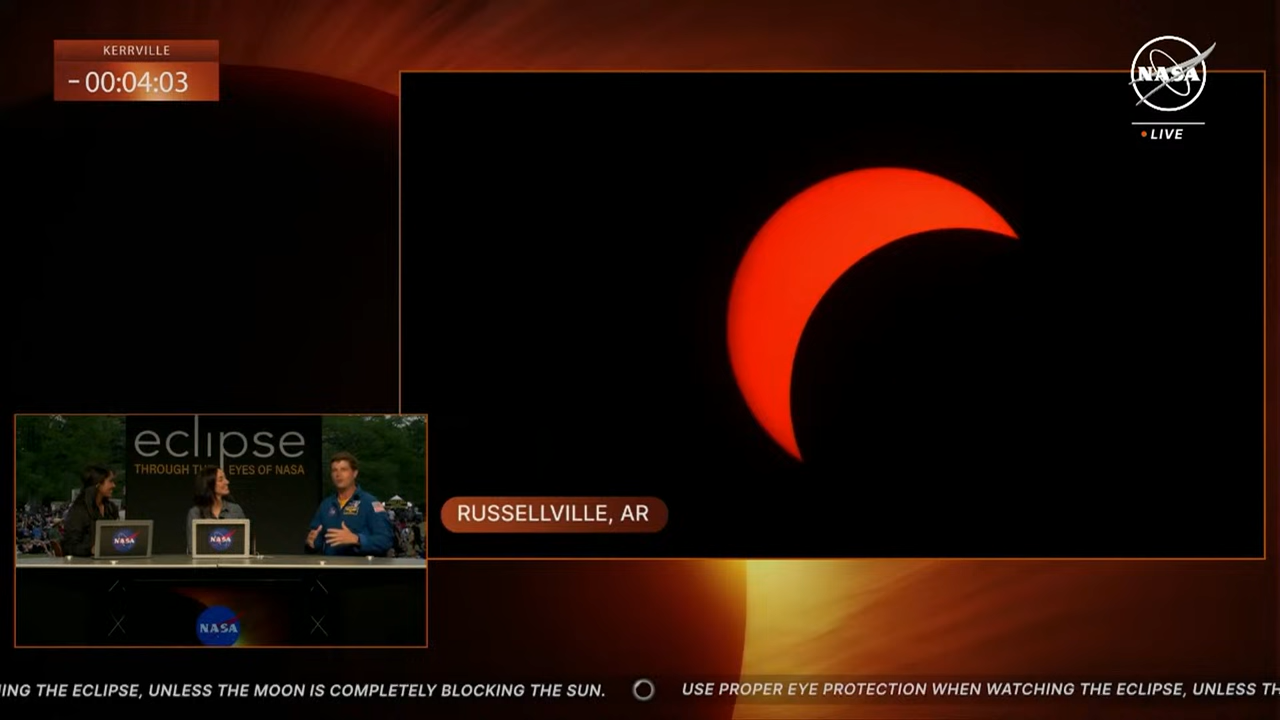 KERRVILLE
-00:04:03
NASA
LIVE
eclipse
THROUGH THE EYES OF NASA
NASA
NASA
RUSSELLVILLE, AR
NASA
ING THE ECLIPSE, UNLESS THE MOON IS COMPLETELY BLOCKING THE SUN.
USE PROPER EYE PROTECTION WHEN WATCHING THE ECLIPSE, UNLESS TH